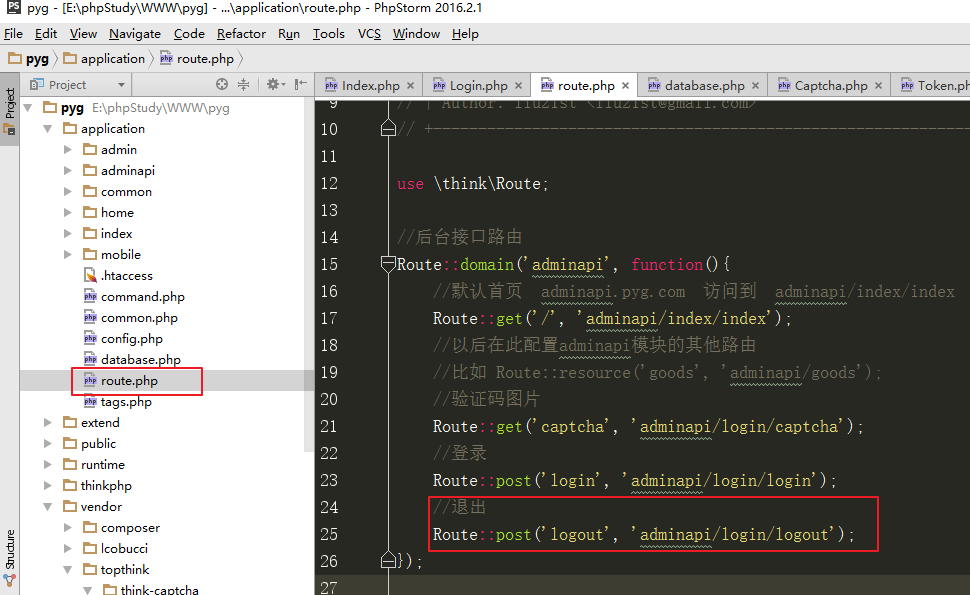 pyg - [E:\phpStudy\WWW\pyg] - ...\application\route.php - PhpStorm 2016.2.1
File Edit View Navigate Code Refactor Run Tools VCS Window Help
pyg application route.php
Project
Index.php × Login.php × route.php × database.php × Captcha.php × Token.ph
Project
Structure
pyg E:\phpStudy\WWW\pyg
application
admin
adminapi
common
home
index
mobile
.htaccess
command.php
common.php
config.php
database.php
route.php
tags.php
extend
public
runtime
thinkphp
vendor
composer
lcobucci
topthink
think-captcha
9 // | Author: liu21st <liu21st@gmail.com>
10 // +----------------------------------------------------------------------
11
12 use \think\Route;
13
14 //后台接口路由
15 Route::domain('adminapi', function(){
16 //默认首页 adminapi.pyg.com 访问到 adminapi/index/index
17 Route::get('/', 'adminapi/index/index');
18 //以后在此配置adminapi模块的其他路由
19 //比如 Route::resource('goods', 'adminapi/goods');
20 //验证码图片
21 Route::get('captcha', 'adminapi/login/captcha');
22 //登录
23 Route::post('login', 'adminapi/login/login');
24 //退出
25 Route::post('logout', 'adminapi/login/logout');
26 });
27